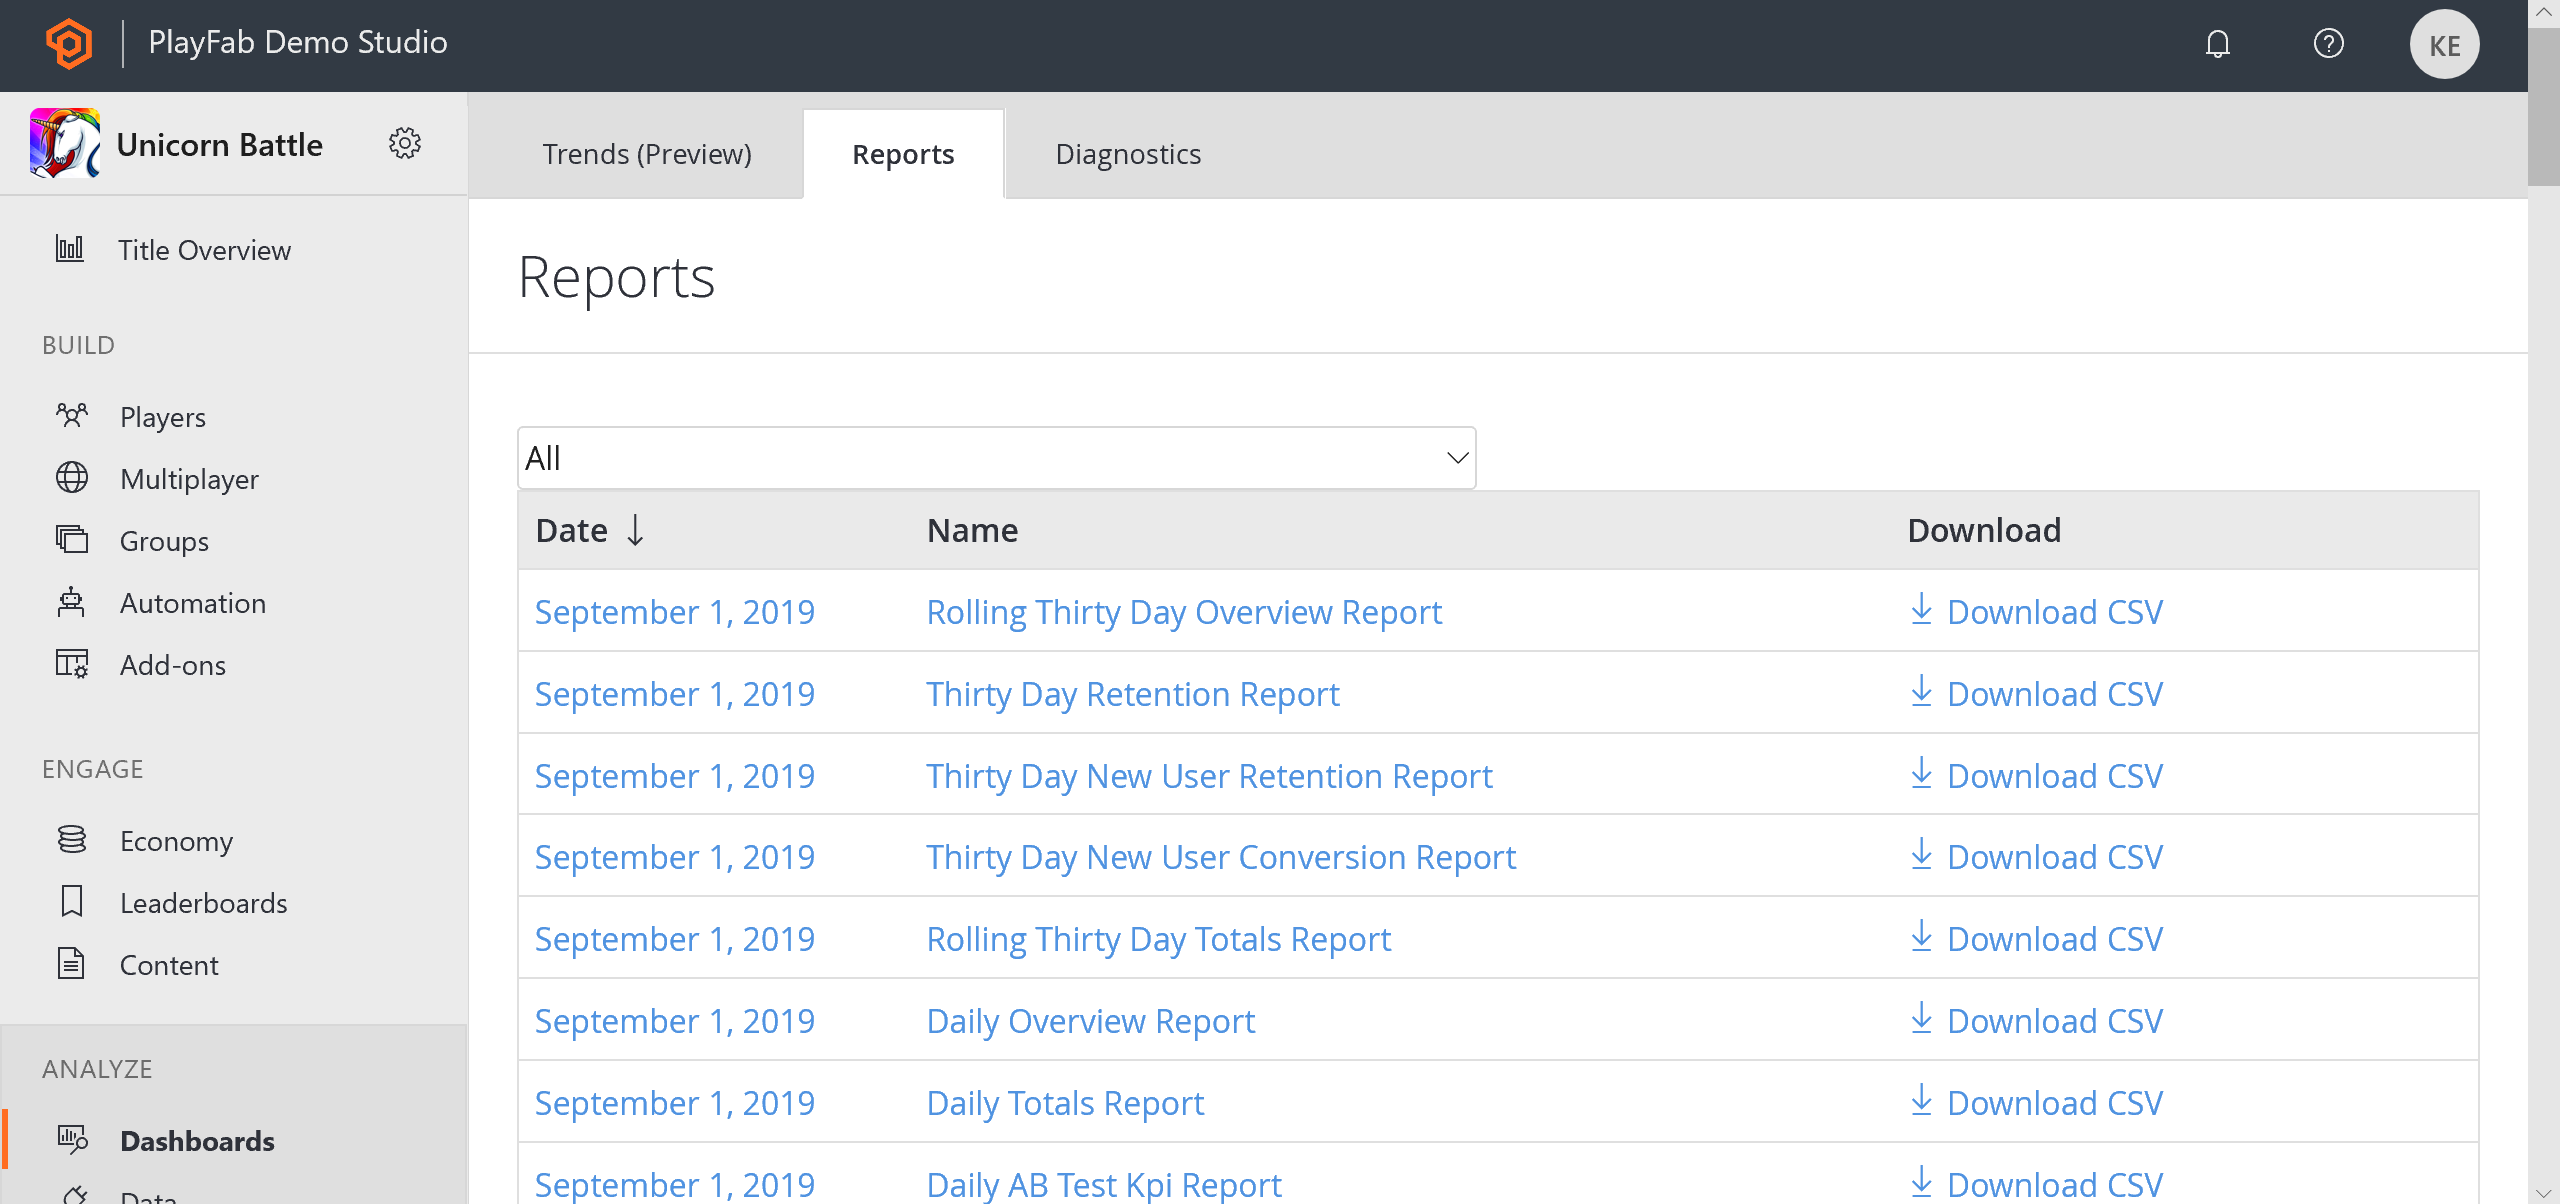 PlayFab Demo Studio
KE
Unicorn Battle
Trends (Preview)
Reports
Diagnostics
Title Overview
BUILD
Players
Multiplayer
Groups
Automation
Add-ons
ENGAGE
Economy
Leaderboards
Content
ANALYZE
Dashboards
Data
Reports
All
Date ↓ Name Download
September 1, 2019 Rolling Thirty Day Overview Report Download CSV
September 1, 2019 Thirty Day Retention Report Download CSV
September 1, 2019 Thirty Day New User Retention Report Download CSV
September 1, 2019 Thirty Day New User Conversion Report Download CSV
September 1, 2019 Rolling Thirty Day Totals Report Download CSV
September 1, 2019 Daily Overview Report Download CSV
September 1, 2019 Daily Totals Report Download CSV
September 1, 2019 Daily AB Test Kpi Report Download CSV